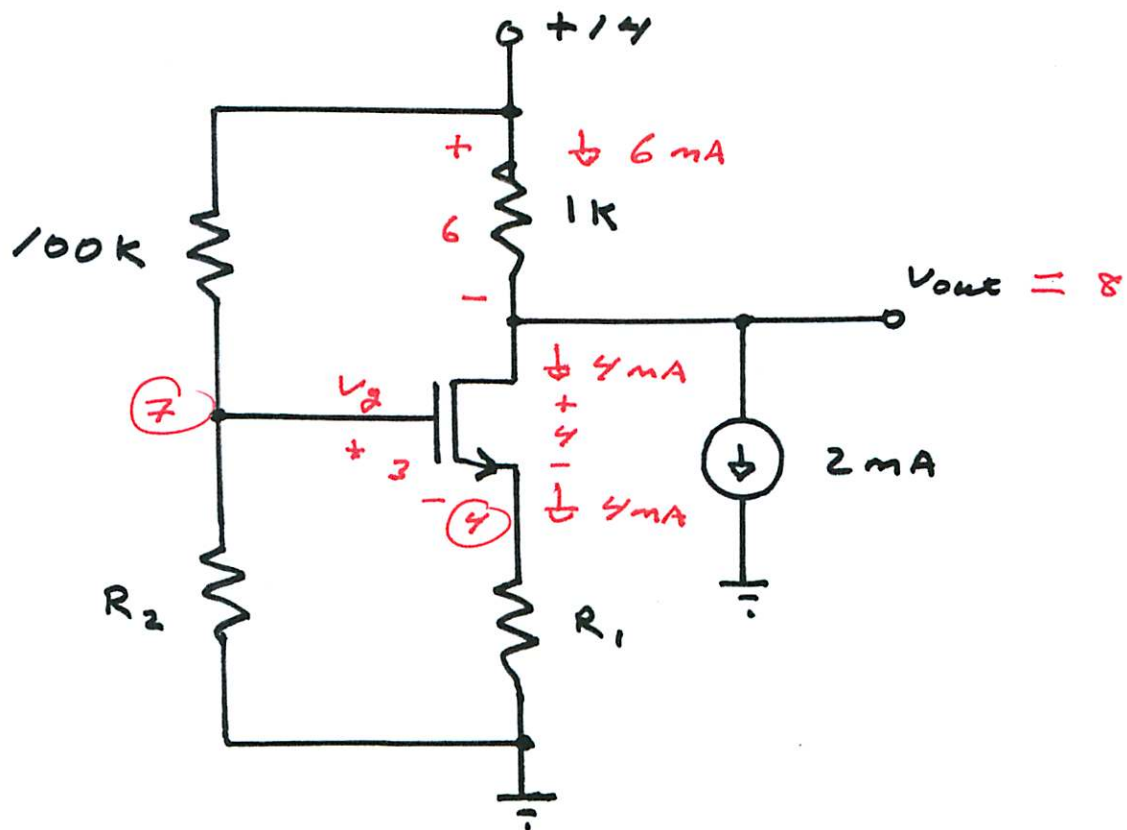 +14
+ ↓ 6 mA
100K
6
1K
-
Vout = 8
↓ 4 mA
7
Vg
+
+ 3 -
4
-
2 mA
4
↓ 4 mA
R2
R1